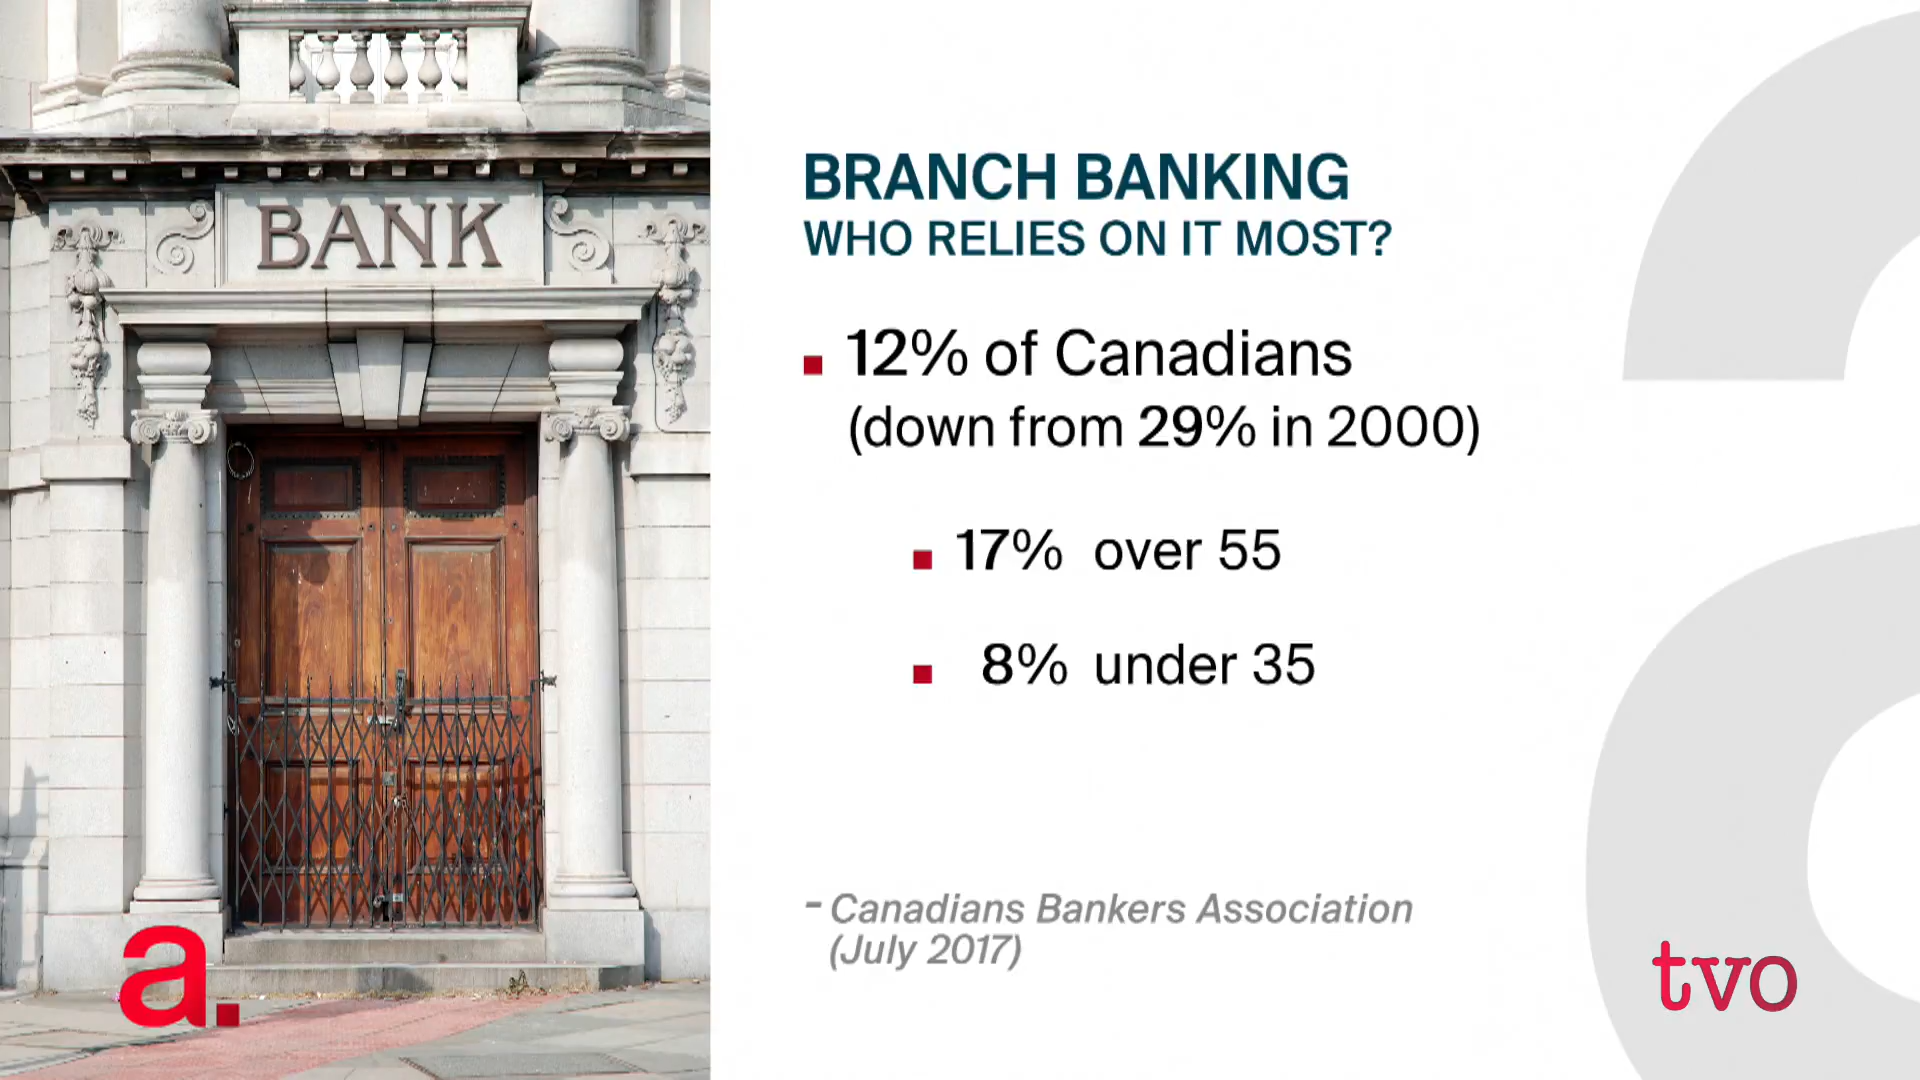 BANK
BRANCH BANKING
WHO RELIES ON IT MOST?
▪ 12% of Canadians
(down from 29% in 2000)
▪ 17% over 55
▪ 8% under 35
- Canadians Bankers Association
(July 2017)
a.
tvo